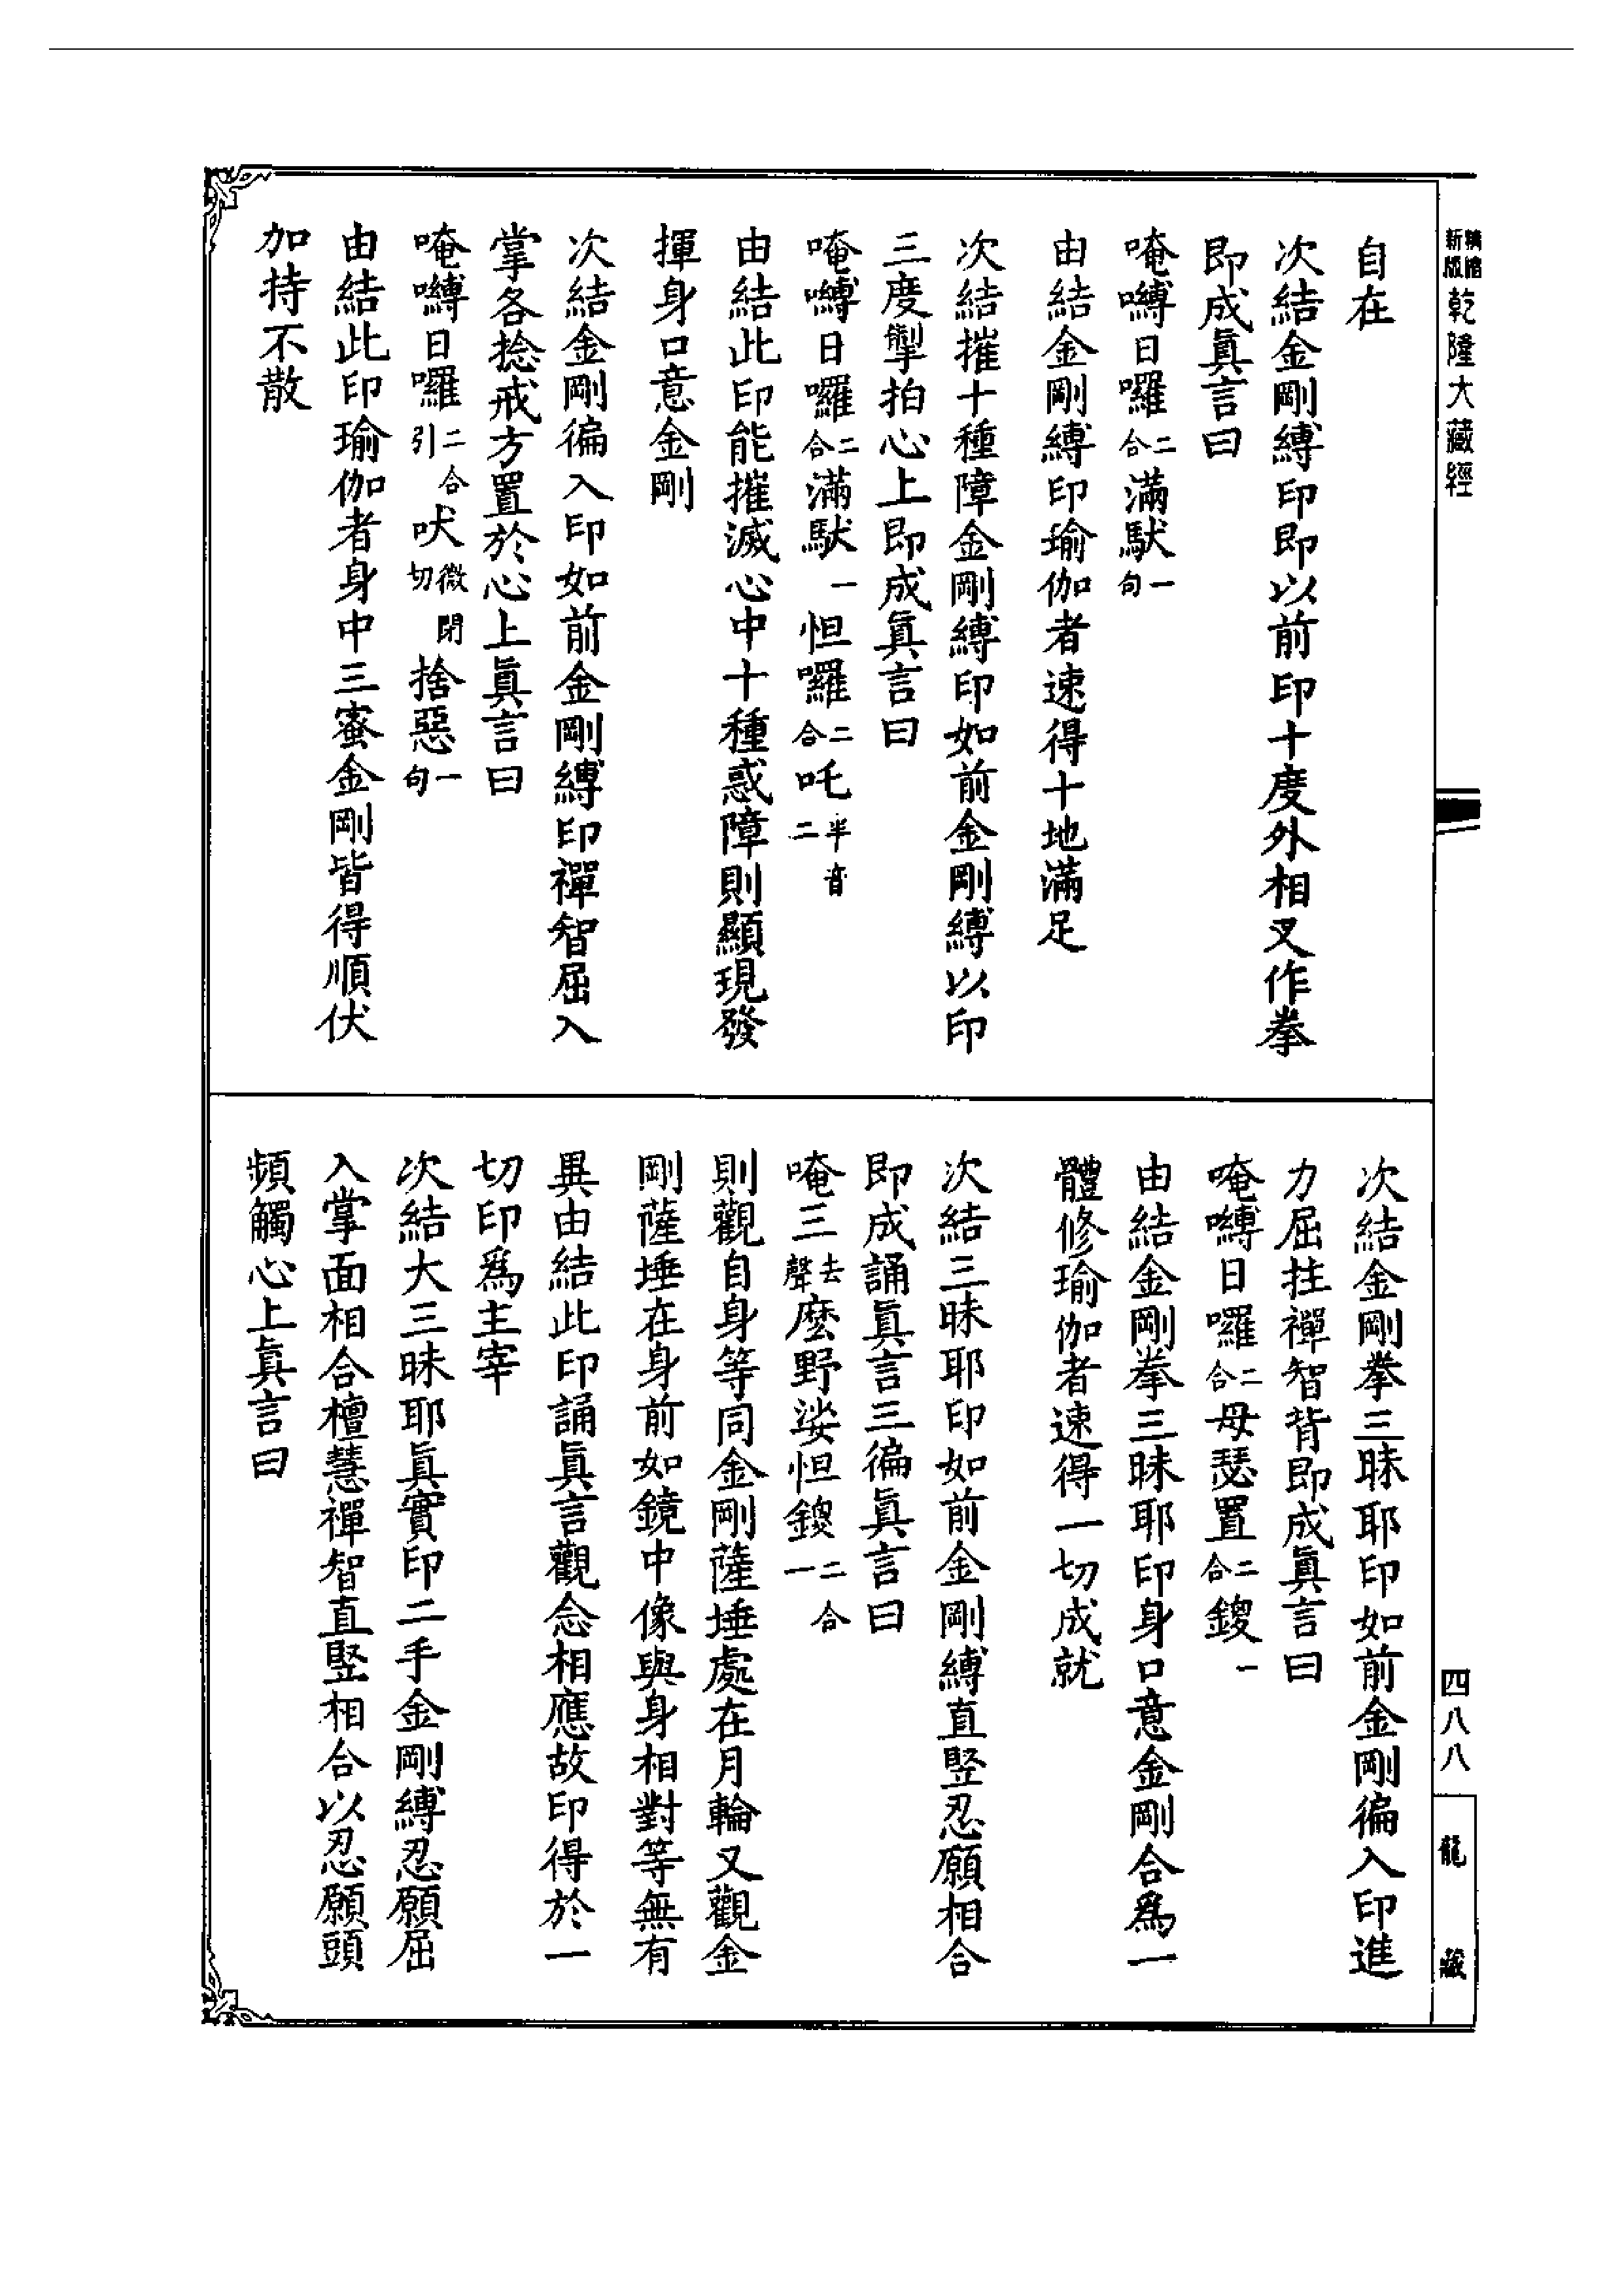 精縮新版乾隆大藏經
自在
次結金剛縛印即以前印十度外相叉作拳
即成眞言曰
唵嚩日囉二合滿馱一句
由結金剛縛印瑜伽者速得十地滿足
次結摧十種障金剛縛印如前金剛縛以印
三度掣拍心上即成眞言曰
唵嚩日囉二合滿馱一怛囉二合吒半音二
由結此印能摧滅心中十種惑障則顯現發
揮身口意金剛
次結金剛徧入印如前金剛縛印禪智屈入
掌各捻戒方置於心上眞言曰
唵嚩日囉二合引吠微閉切捨惡一句
由結此印瑜伽者身中三蜜金剛皆得順伏
加持不散
次結金剛拳三昧耶印如前金剛徧入印進
力屈拄禪智背即成眞言曰
唵嚩日囉二合母瑟置二合鑁一
由結金剛拳三昧耶印身口意金剛合爲一
體修瑜伽者速得一切成就
次結三昧耶印如前金剛縛直豎忍願相合
即成誦眞言三徧眞言曰
唵三去聲麼野娑怛鑁二合一
則觀自身等同金剛薩埵處在月輪又觀金
剛薩埵在身前如鏡中像與身相對等無有
異由結此印誦眞言觀念相應故印得於一
切印爲主宰
次結大三昧耶眞實印二手金剛縛忍願屈
入掌面相合檀慧禪智直豎相合以忍願頭
頻觸心上眞言曰
四八八
龍藏